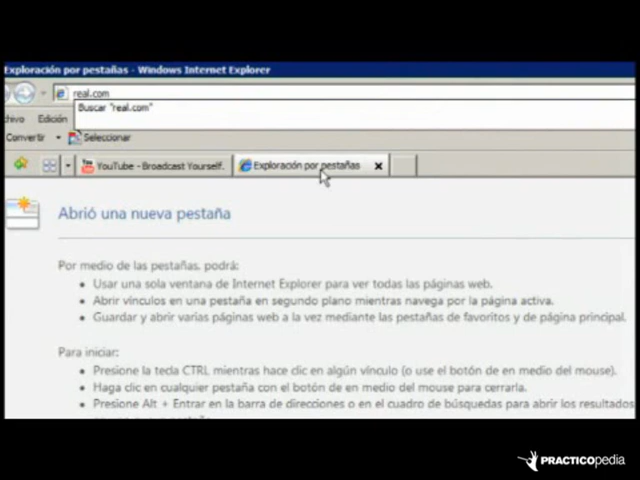 Exploración por pestañas - Windows Internet Explorer
real.com
Buscar "real.com"
Edición
Convertir Seleccionar
YouTube - Broadcast Yourself. Exploración por pestañas x
Abrió una nueva pestaña
Por medio de las pestañas, podrá:
• Usar una sola ventana de Internet Explorer para ver todas las páginas web.
• Abrir vínculos en una pestaña en segundo plano mientras navega por la página activa.
• Guardar y abrir varias páginas web a la vez mediante las pestañas de favoritos y de página principal.
Para iniciar:
• Presione la tecla CTRL mientras hace clic en algún vínculo (o use el botón de en medio del mouse).
• Haga clic en cualquier pestaña con el botón de en medio del mouse para cerrarla.
• Presione Alt + Entrar en la barra de direcciones o en el cuadro de búsquedas para abrir los resultados
PRACTICOpedia